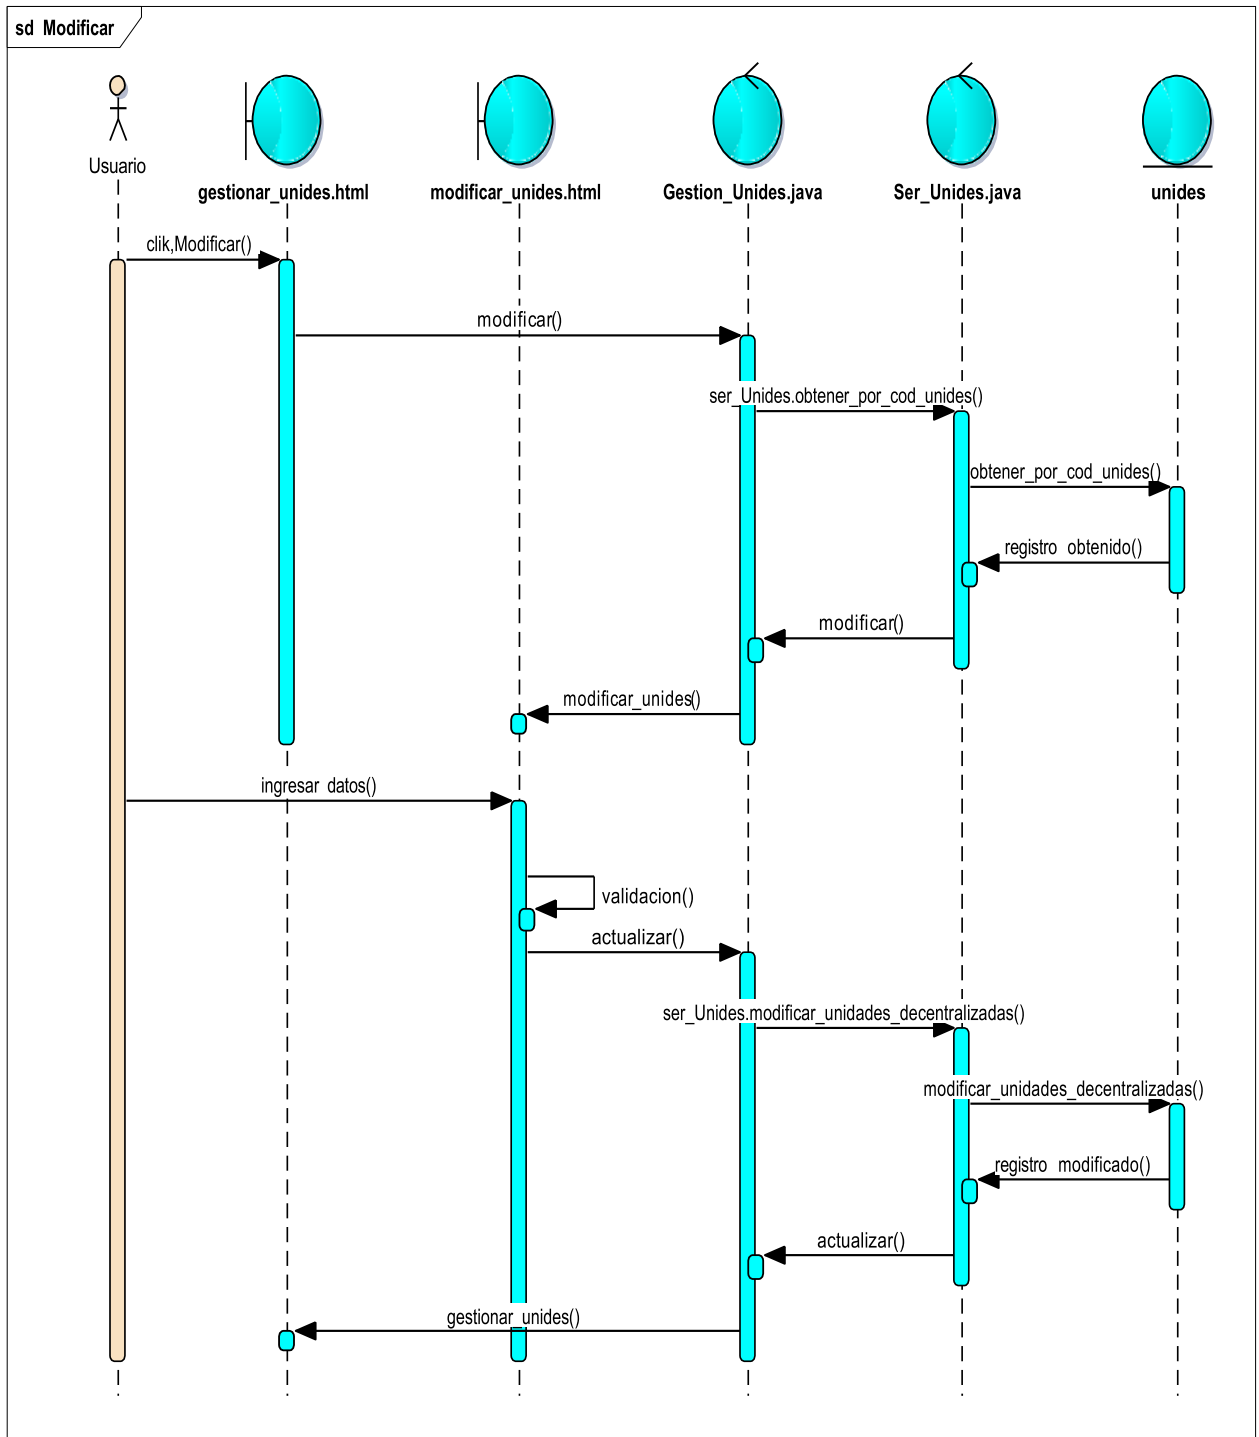 sd Modificar
Usuario
gestionar_unides.html
modificar_unides.html
Gestion_Unides.java
Ser_Unides.java
unides
clik,Modificar()
modificar()
ser_Unides.obtener_por_cod_unides()
obtener_por_cod_unides()
registro obtenido()
modificar()
modificar_unides()
ingresar datos()
validacion()
actualizar()
ser_Unides.modificar_unidades_decentralizadas()
modificar_unidades_decentralizadas()
registro modificado()
actualizar()
gestionar_unides()